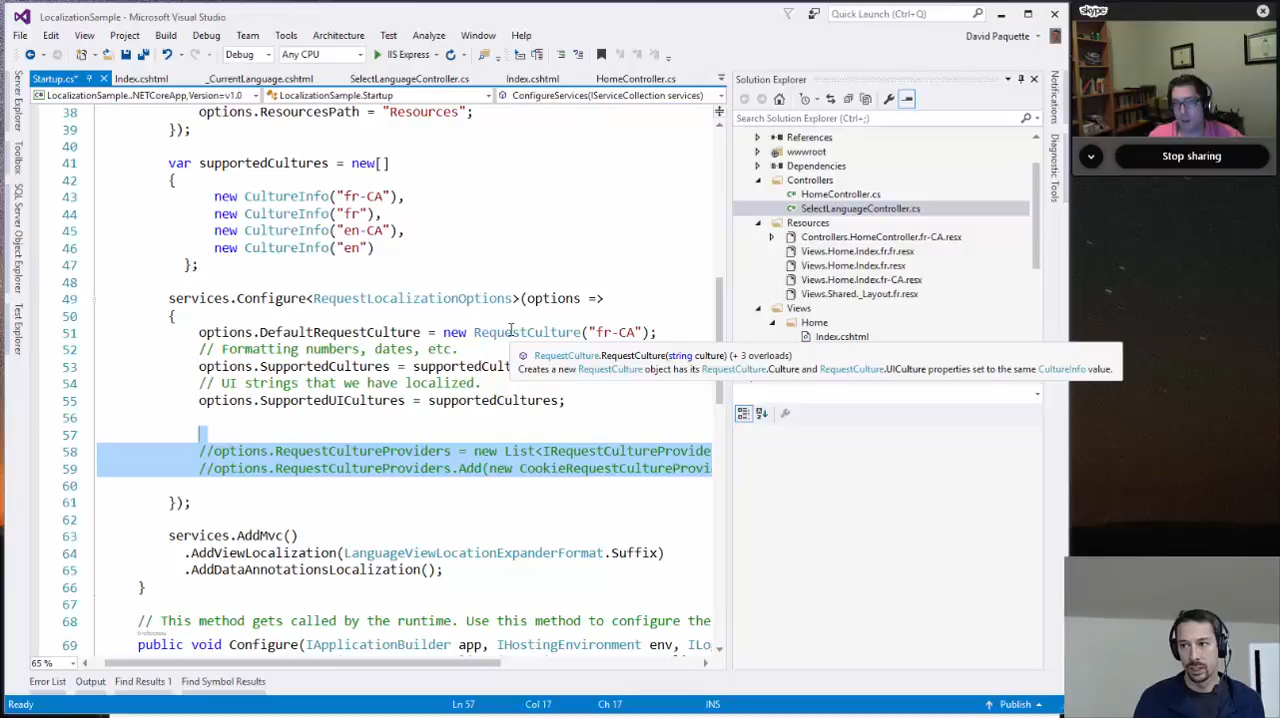 LocalizationSample - Microsoft Visual Studio
Quick Launch (Ctrl+Q)
File Edit View Project Build Debug Team Tools Architecture Test Analyze Window Help
David Paquette
Debug Any CPU IIS Express
Startup.cs* Index.cshtml _CurrentLanguage.cshtml SelectLanguageController.cs Index.cshtml HomeController.cs
LocalizationSample..NETCoreApp,Version=v1.0 LocalizationSample.Startup ConfigureServices(IServiceCollection services)
38 options.ResourcesPath = "Resources";
39 });
40
41 var supportedCultures = new[]
42 {
43 new CultureInfo("fr-CA"),
44 new CultureInfo("fr"),
45 new CultureInfo("en-CA"),
46 new CultureInfo("en")
47 };
48
49 services.Configure<RequestLocalizationOptions>(options =>
50 {
51 options.DefaultRequestCulture = new RequestCulture("fr-CA");
52 // Formatting numbers, dates, etc.
53 options.SupportedCultures = supportedCult
54 // UI strings that we have localized.
55 options.SupportedUICultures = supportedCultures;
56
57
58 //options.RequestCultureProviders = new List<IRequestCultureProvide
59 //options.RequestCultureProviders.Add(new CookieRequestCultureProvi
60
61 });
62
63 services.AddMvc()
64 .AddViewLocalization(LanguageViewLocationExpanderFormat.Suffix)
65 .AddDataAnnotationsLocalization();
66 }
67
68 // This method gets called by the runtime. Use this method to configure the
69 public void Configure(IApplicationBuilder app, IHostingEnvironment env, ILo
RequestCulture.RequestCulture(string culture) (+ 3 overloads)
Creates a new RequestCulture object has its RequestCulture.Culture and RequestCulture.UICulture properties set to the same CultureInfo value.
65 %
Error List Output Find Results 1 Find Symbol Results
Ready Ln 57 Col 17 Ch 17 INS Publish
Server Explorer
Toolbox
SQL Server Object Explorer
Test Explorer
Solution Explorer
Search Solution Explorer (Ctrl+;)
References
wwwroot
Dependencies
Controllers
HomeController.cs
SelectLanguageController.cs
Resources
Controllers.HomeController.fr-CA.resx
Views.Home.Index.fr.fr.resx
Views.Home.Index.fr.resx
Views.Home.Index.fr-CA.resx
Views.Shared._Layout.fr.resx
Views
Home
Index.cshtml
Notifications
Diagnostic Tools
skype
Stop sharing